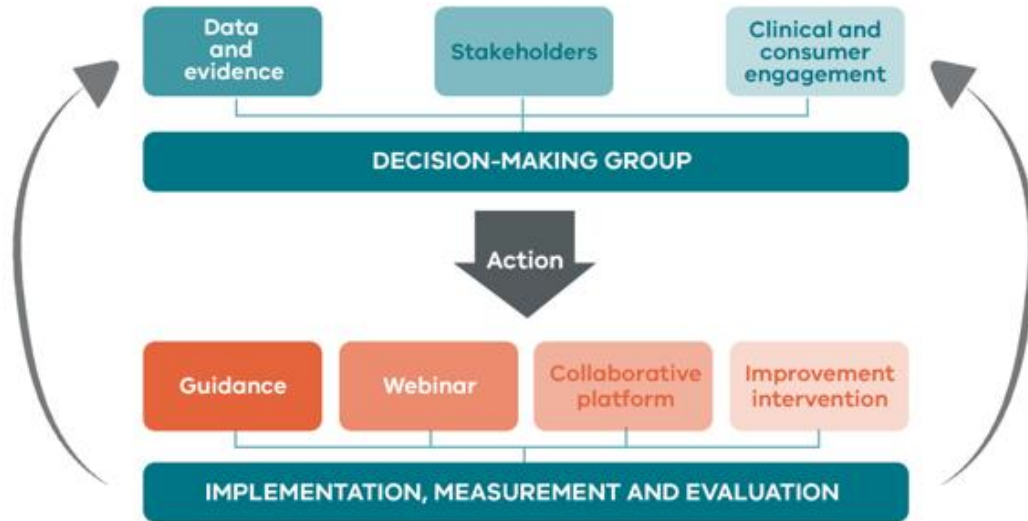 Data
and
evidence
Stakeholders
Clinical and
consumer
engagement
DECISION-MAKING GROUP
Action
Guidance
Webinar
Collaborative
platform
Improvement
intervention
IMPLEMENTATION, MEASUREMENT AND EVALUATION